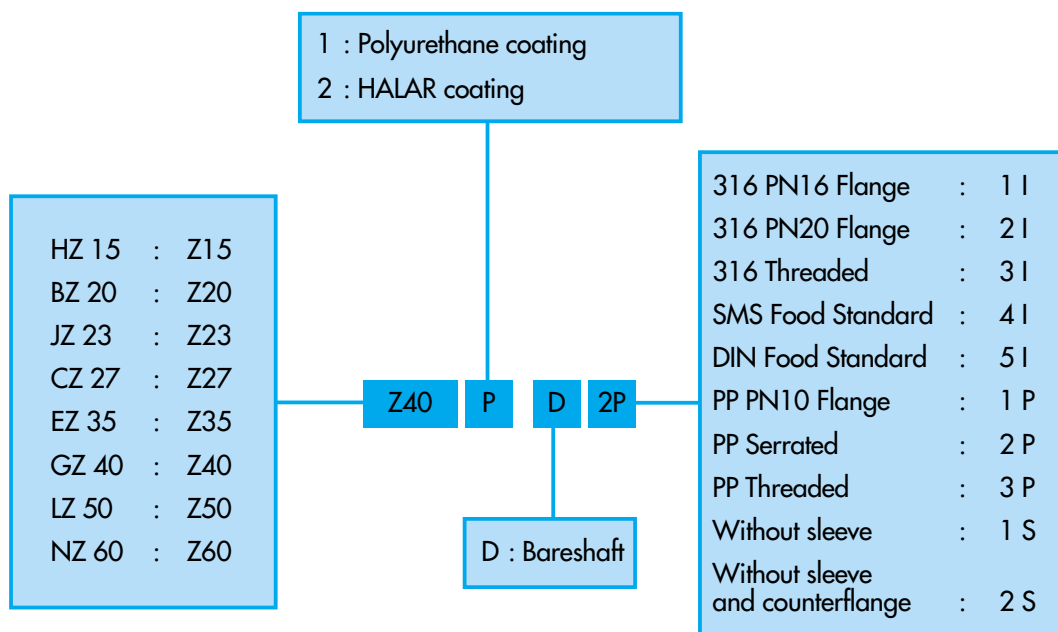 1 : Polyurethane coating
2 : HALAR coating
HZ 15 : Z15
BZ 20 : Z20
JZ 23 : Z23
CZ 27 : Z27
EZ 35 : Z35
GZ 40 : Z40
LZ 50 : Z50
NZ 60 : Z60
Z40 P D 2P
D : Bareshaft
316 PN16 Flange : 1 I
316 PN20 Flange : 2 I
316 Threaded : 3 I
SMS Food Standard : 4 I
DIN Food Standard : 5 I
PP PN10 Flange : 1 P
PP Serrated : 2 P
PP Threaded : 3 P
Without sleeve : 1 S
Without sleeve
and counterflange : 2 S